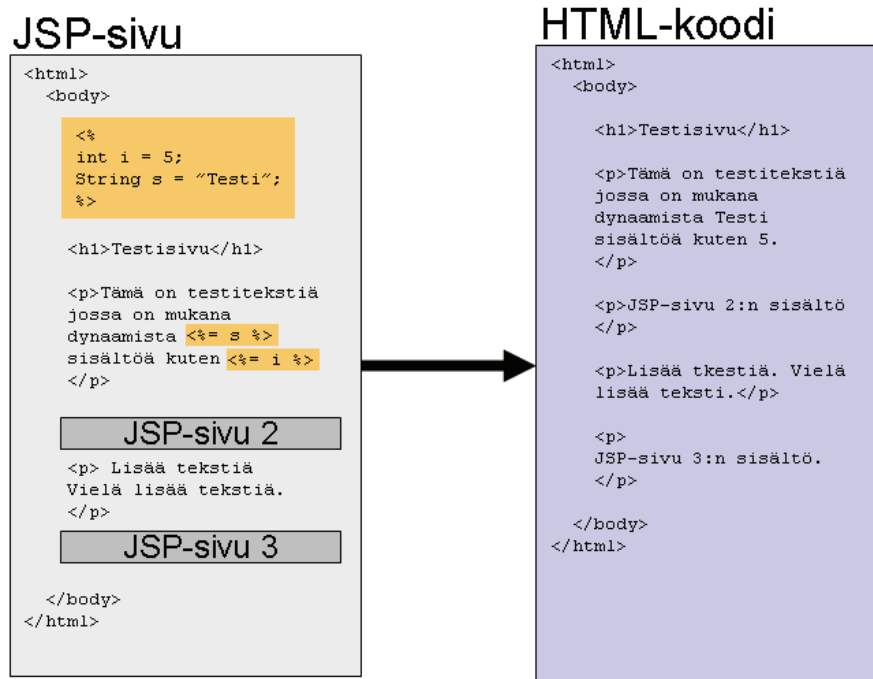 JSP-sivu
<html>
<body>
<%
int i = 5;
String s = ″Testi″;
%>
<h1>Testisivu</h1>
<p>Tämä on testitekstiä
jossa on mukana
dynaamista <%= s %>
sisältöä kuten <%= i %>
</p>
JSP-sivu 2
<p> Lisää tekstiä
Vielä lisää tekstiä.
</p>
JSP-sivu 3
</body>
</html>
HTML-koodi
<html>
<body>
<h1>Testisivu</h1>
<p>Tämä on testitekstiä
jossa on mukana
dynaamista Testi
sisältöä kuten 5.
</p>
<p>JSP-sivu 2:n sisältö
</p>
<p>Lisää tkestiä. Vielä
lisää teksti.</p>
<p>
JSP-sivu 3:n sisältö.
</p>
</body>
</html>